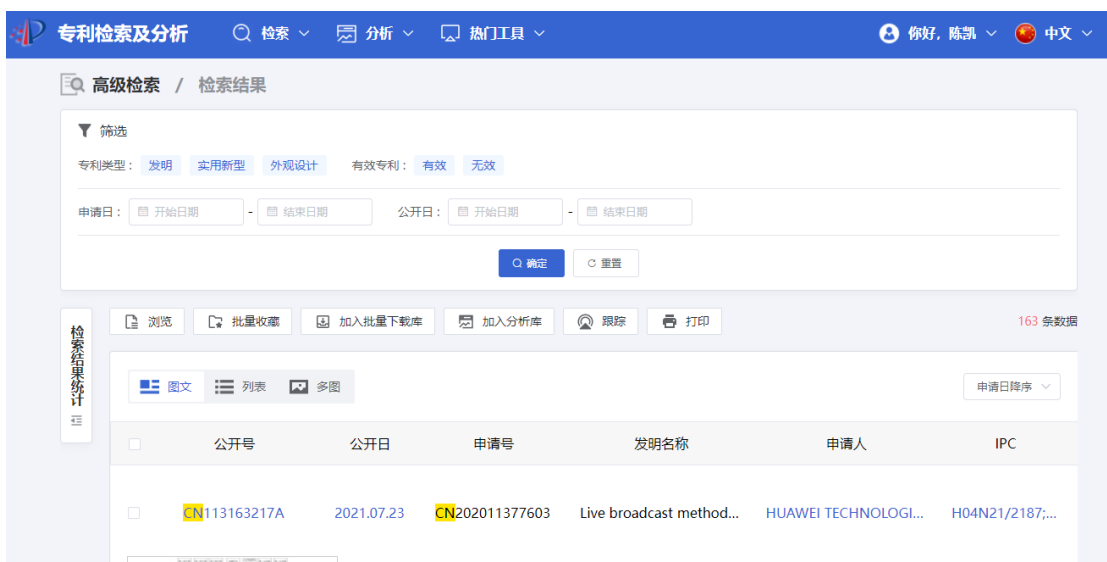 专利检索及分析 检索 分析 热门工具 你好, 陈凯 中文
高级检索 / 检索结果
筛选
专利类型： 发明 实用新型 外观设计 有效专利： 有效 无效
申请日： 开始日期 - 结束日期 公开日： 开始日期 - 结束日期
确定 重置
浏览 批量收藏 加入批量下载库 加入分析库 跟踪 打印 163 条数据
检索结果统计
图文 列表 多图 申请日降序
公开号 公开日 申请号 发明名称 申请人 IPC
CN113163217A 2021.07.23 CN202011377603 Live broadcast method... HUAWEI TECHNOLOGI... H04N21/2187;...